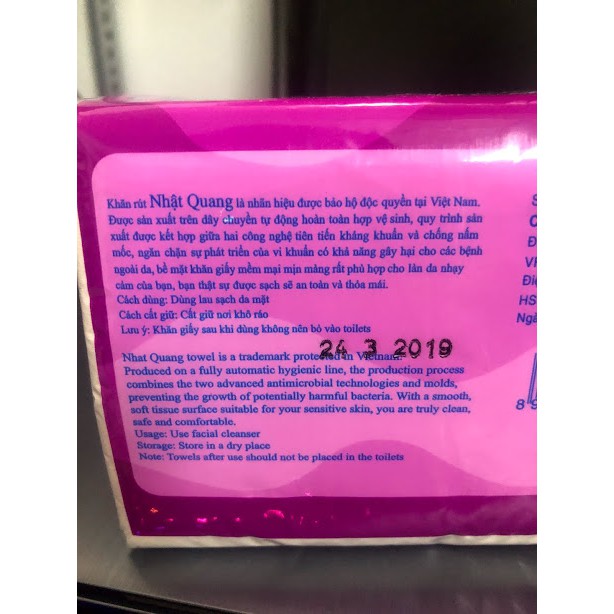 Khăn rút Nhật Quang là nhãn hiệu được bảo hộ độc quyền tại Việt Nam.
Được sản xuất trên dây chuyền tự động hoàn toàn hợp vệ sinh, quy trình sản
xuất được kết hợp giữa hai công nghệ tiên tiến kháng khuẩn và chống nấm
mốc, ngăn chặn sự phát triển của vi khuẩn có khả năng gây hại cho các bệnh
ngoài da, bề mặt khăn giấy mềm mại mịn màng rất phù hợp cho làn da nhạy
cảm của bạn, bạn thật sự được sạch sẽ an toàn và thỏa mái.
Cách dùng: Dùng lau sạch da mặt
Cách cất giữ: Cất giữ nơi khô ráo
Lưu ý: Khăn giấy sau khi dùng không nên bỏ vào toilets
24 3 2019
Nhat Quang towel is a trademark protected in Vietnam.
Produced on a fully automatic hygienic line, the production process
combines the two advanced antimicrobial technologies and molds,
preventing the growth of potentially harmful bacteria. With a smooth,
soft tissue surface suitable for your sensitive skin, you are truly clean,
safe and comfortable.
Usage: Use facial cleanser
Storage: Store in a dry place
Note: Towels after use should not be placed in the toilets
S
C
Đ
VP
Điệ
HS
Ngà
8 9